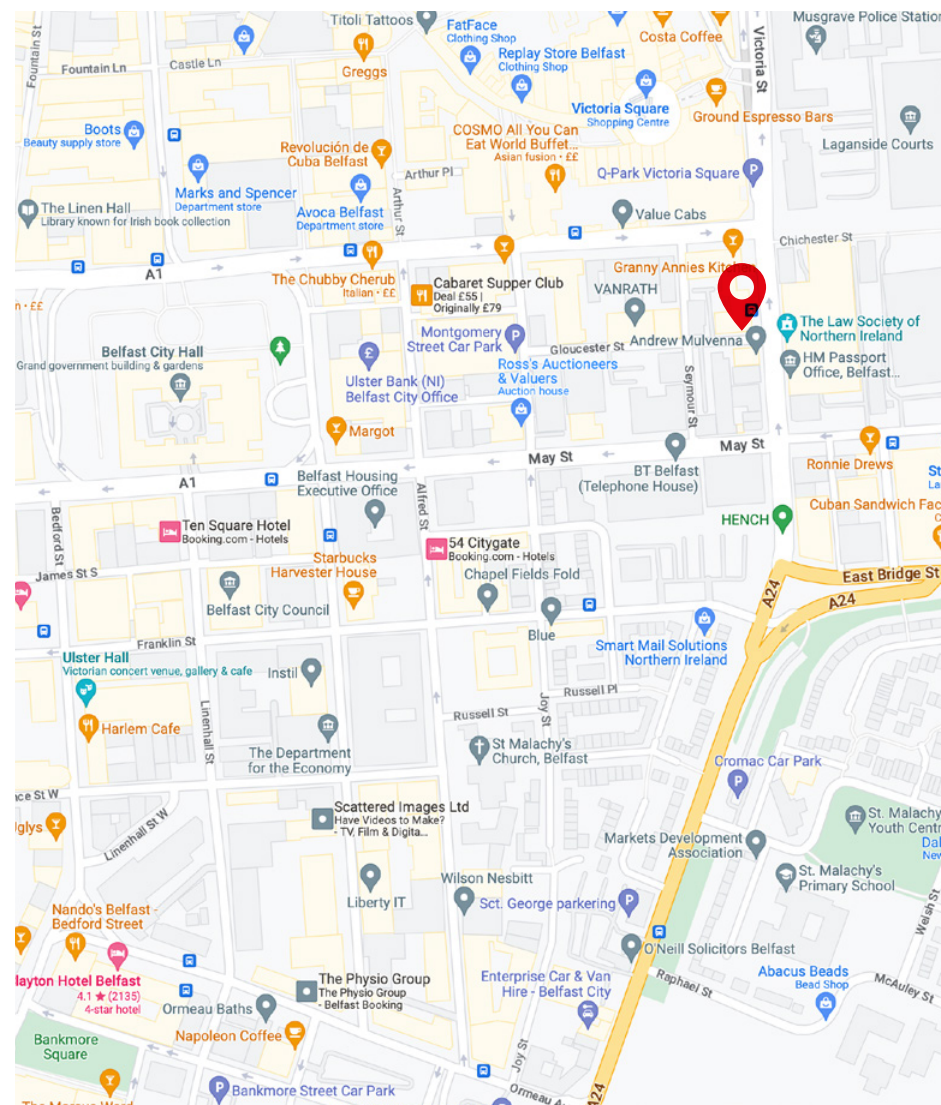 Titoli Tattoos
Musgrave Police Station
FatFace
Clothing Shop
Costa Coffee
Victoria St
Fountain St
Fountain Ln
Castle Ln
Greggs
Replay Store Belfast
Clothing Shop
Victoria Square
Shopping Centre
Ground Espresso Bars
Boots
Beauty supply store
COSMO All You Can
Eat World Buffet...
Asian fusion • ££
Laganside Courts
Revolución de
Cuba Belfast
Arthur Pl
Q-Park Victoria Square
Marks and Spencer
Department store
Avoca Belfast
Department store
Arthur St
The Linen Hall
Library known for Irish book collection
Value Cabs
Chichester St
A1
The Chubby Cherub
Italian • ££
Granny Annies
n • ££
Cabaret Supper Club
Deal £55 |
Originally £79
VANRATH
The Law Society of
Northern Ireland
Montgomery
Street Car Park
Gloucester St
Andrew Mulvenna
Belfast City Hall
Grand government building & gardens
Ulster Bank (NI)
Belfast City Office
Ross's Auctioneers
& Valuers
Auction house
HM Passport
Office, Belfast...
Seymour St
Margot
May St
May St
A1
Belfast Housing
Executive Office
BT Belfast
(Telephone House)
Ronnie Drews
St
La
Bedford St
Alfred St
Cuban Sandwich Fac
C
HENCH
Ten Square Hotel
Booking.com - Hotels
54 Citygate
Booking.com - Hotels
James St S
Starbucks
Harvester House
Chapel Fields Fold
East Bridge St
A24
A24
Belfast City Council
Blue
Franklin St
Smart Mail Solutions
Northern Ireland
Ulster Hall
Victorian concert venue, gallery & cafe
Instil
Russell Pl
Joy St
Russell St
Linenhall St
Harlem Cafe
The Department
for the Economy
St Malachy's
Church, Belfast
Cromac Car Park
ce St W
Scattered Images Ltd
Have Videos to Make?
- TV, Film & Digita...
St. Malachy
Youth Centr
Dal
New
Iglys
Linenhall St W
Markets Development
Association
Liberty IT
Wilson Nesbitt
St. Malachy's
Primary School
Sct. George parkering
Welsh St
Nando's Belfast -
Bedford Street
O'Neill Solicitors Belfast
layton Hotel Belfast
4.1 ★ (2135)
4-star hotel
The Physio Group
The Physio Group
- Belfast Booking
Enterprise Car & Van
Hire - Belfast City
Raphael St
Abacus Beads
Bead Shop
McAuley St
Ormeau Baths
Napoleon Coffee
Bankmore
Square
Joy St
Bankmore Street Car Park
Ormeau A
A24